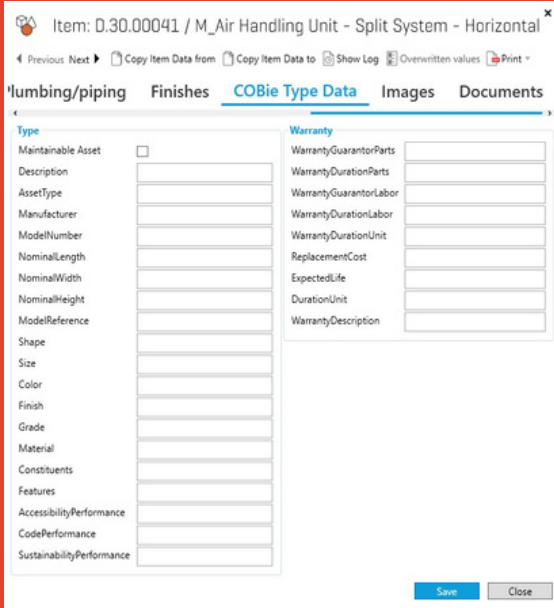 Item: D.30.00041 / M_Air Handling Unit - Split System - Horizontal
Previous Next Copy Item Data from Copy Item Data to Show Log Overwritten values Print
lumbing/piping Finishes COBie Type Data Images Documents
Type
Maintainable Asset
Description
AssetType
Manufacturer
ModelNumber
NominalLength
NominalWidth
NominalHeight
ModelReference
Shape
Size
Color
Finish
Grade
Material
Constituents
Features
AccessibilityPerformance
CodePerformance
SustainabilityPerformance
Warranty
WarrantyGuarantorParts
WarrantyDurationParts
WarrantyGuarantorLabor
WarrantyDurationLabor
WarrantyDurationUnit
ReplacementCost
ExpectedLife
DurationUnit
WarrantyDescription
Save Close